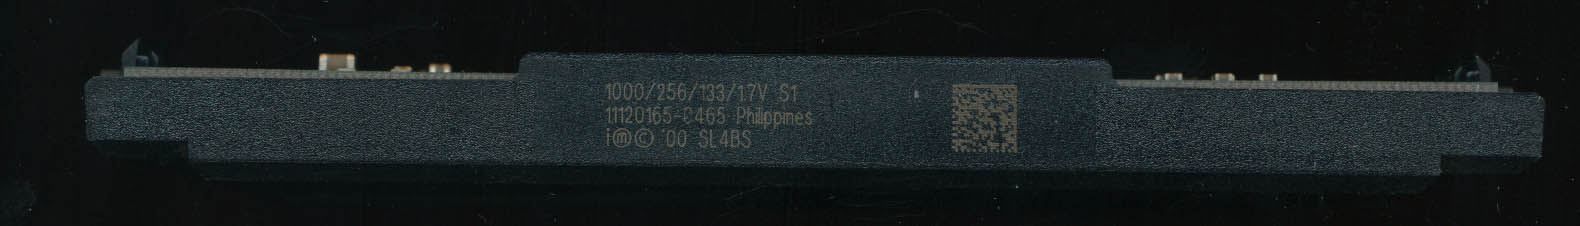 1000/256/133/1.7V S1
11120165-0465 Philippines
i@© '00 SL4BS